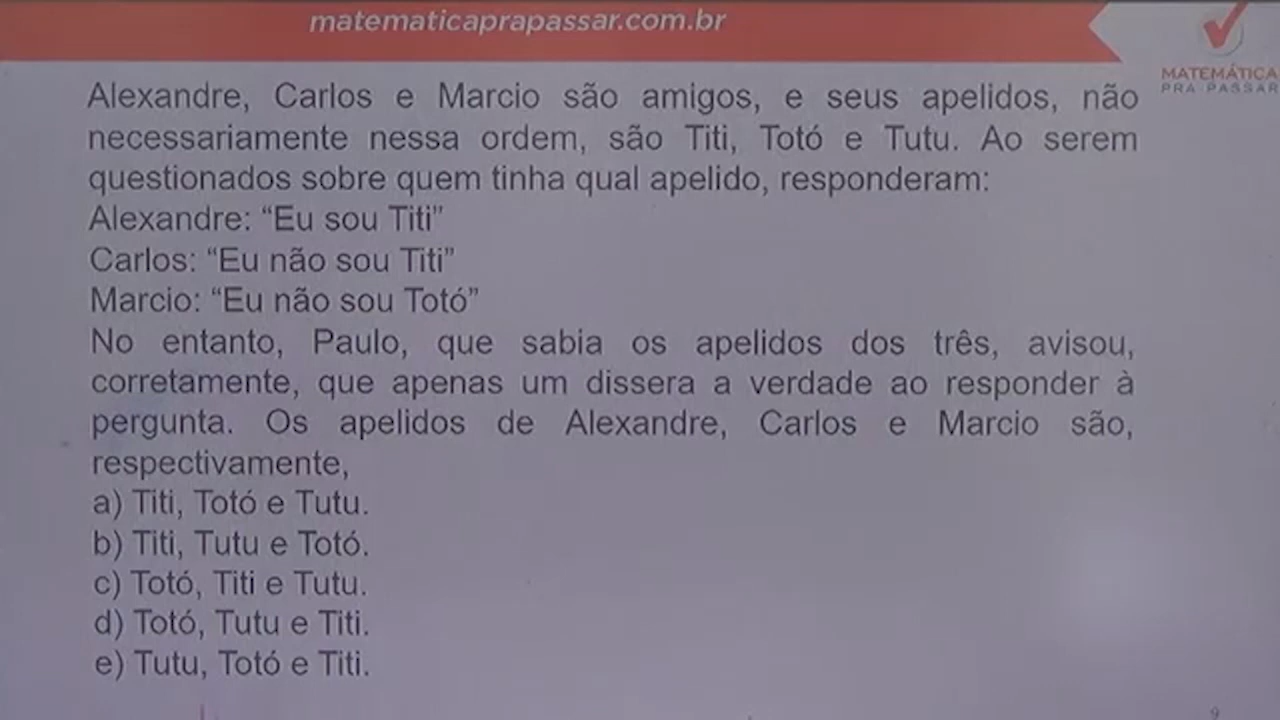 matematicaprapassar.com.br
MATEMÁTICA
PRA PASSAR
Alexandre, Carlos e Marcio são amigos, e seus apelidos, não
necessariamente nessa ordem, são Titi, Totó e Tutu. Ao serem
questionados sobre quem tinha qual apelido, responderam:
Alexandre: “Eu sou Titi”
Carlos: “Eu não sou Titi”
Marcio: “Eu não sou Totó”
No entanto, Paulo, que sabia os apelidos dos três, avisou,
corretamente, que apenas um dissera a verdade ao responder à
pergunta. Os apelidos de Alexandre, Carlos e Marcio são,
respectivamente,
a) Titi, Totó e Tutu.
b) Titi, Tutu e Totó.
c) Totó, Titi e Tutu.
d) Totó, Tutu e Titi.
e) Tutu, Totó e Titi.
9